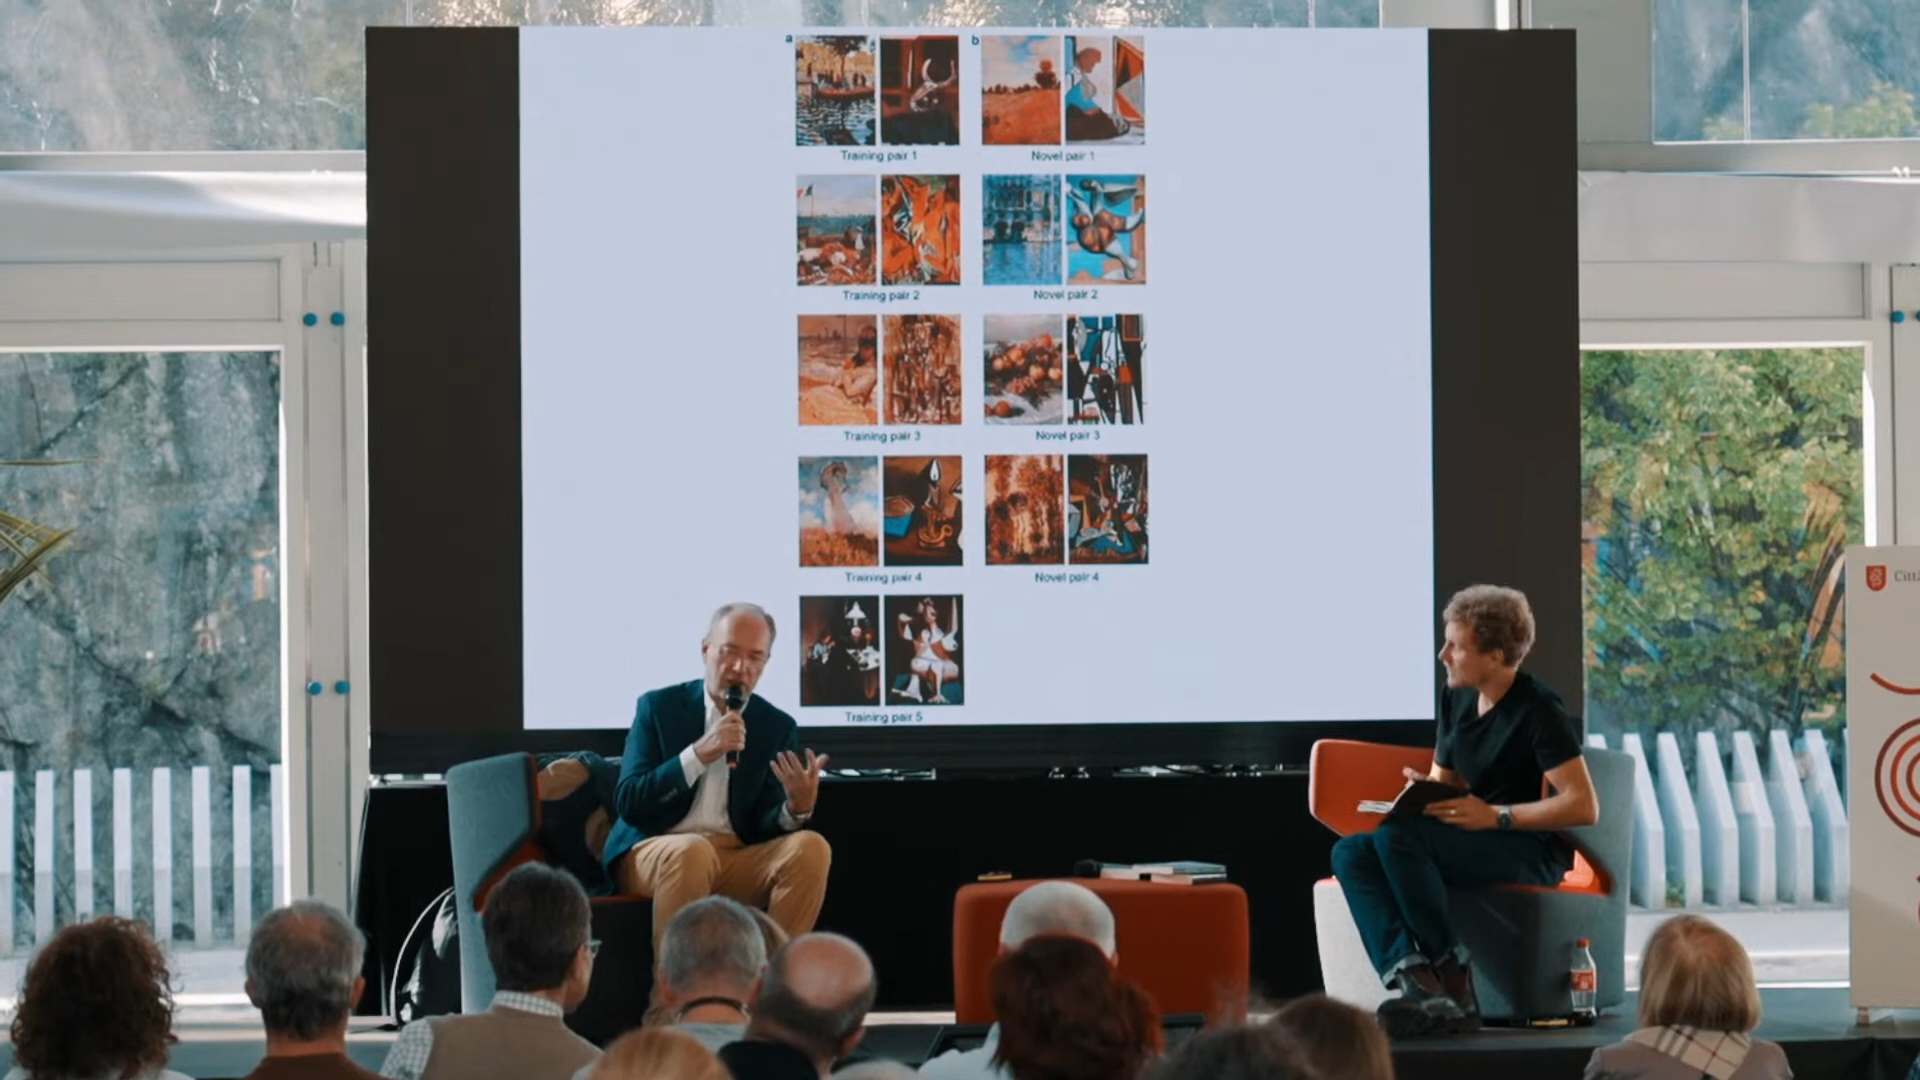 a b
Training pair 1
Novel pair 1
Training pair 2
Novel pair 2
Training pair 3
Novel pair 3
Training pair 4
Novel pair 4
Training pair 5
Città